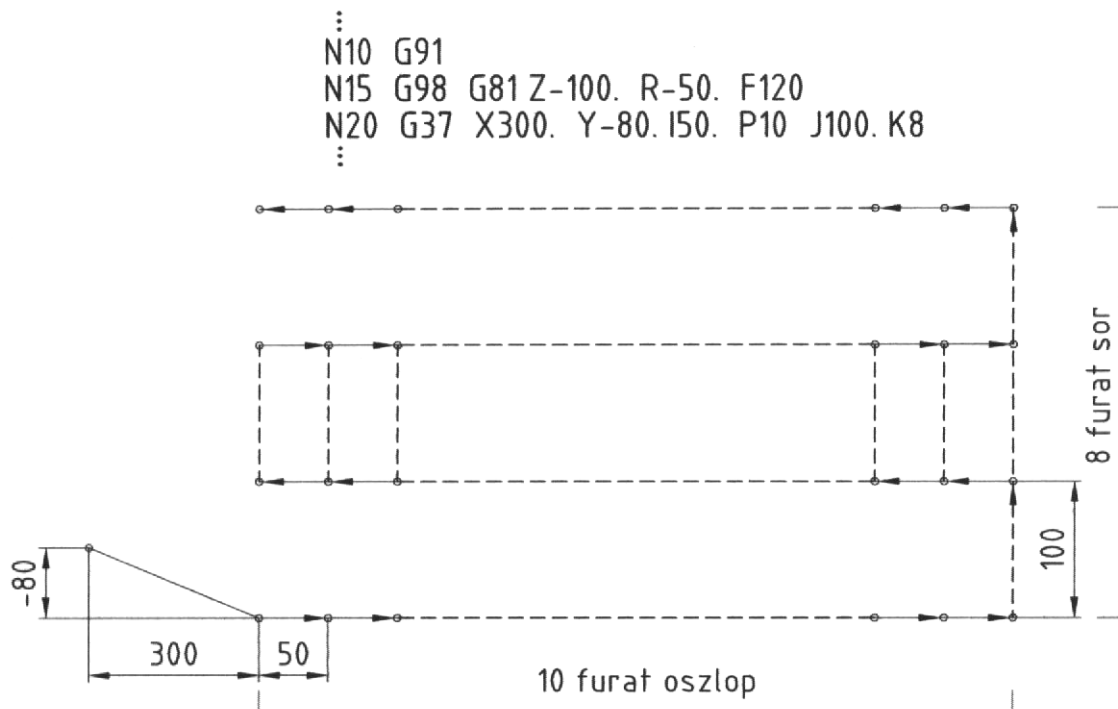 ⋮
N10 G91
N15 G98 G81 Z-100. R-50. F120
N20 G37 X300. Y-80. I50. P10 J100. K8
⋮
8 furat sor
100
-80
300
50
10 furat oszlop